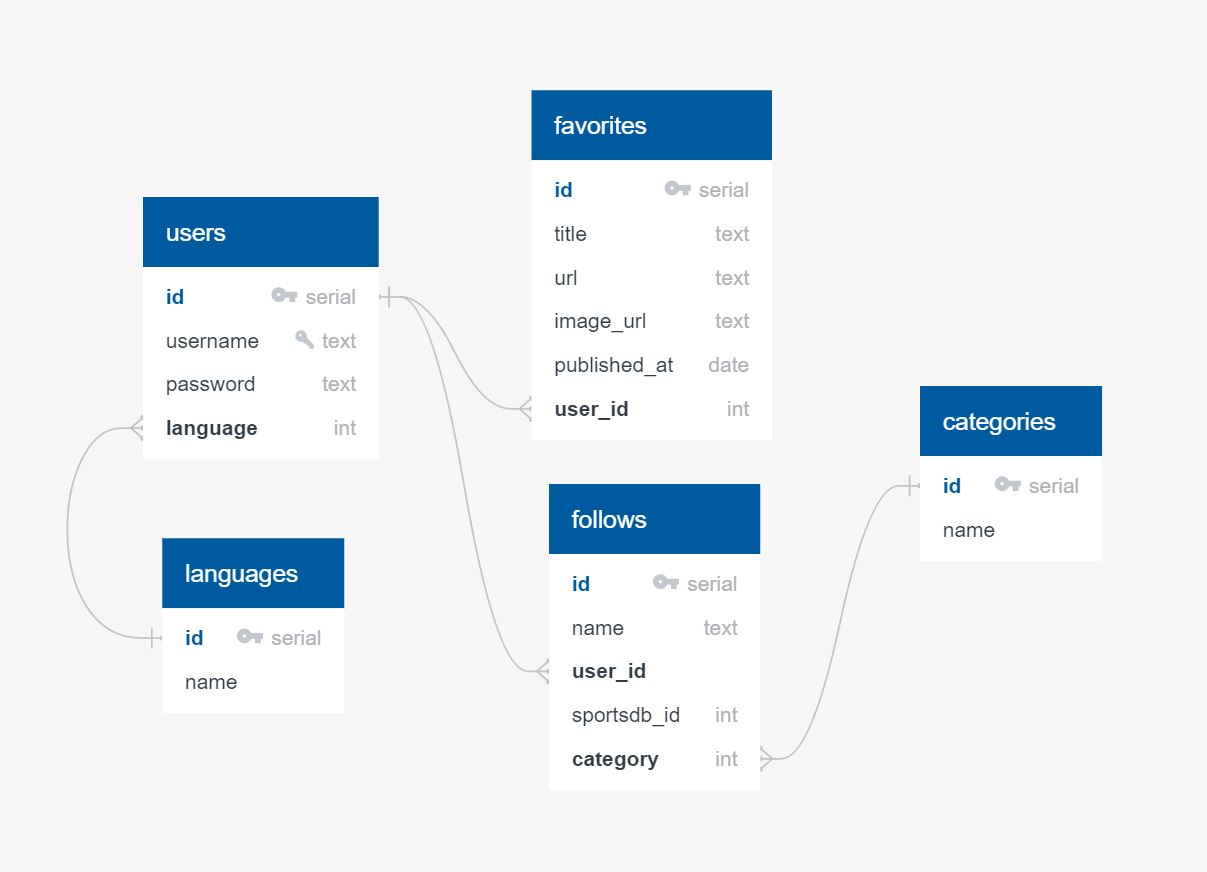 users
id serial
username text
password text
language int
languages
id serial
name
favorites
id serial
title text
url text
image_url text
published_at date
user_id int
follows
id serial
name text
user_id
sportsdb_id int
category int
categories
id serial
name